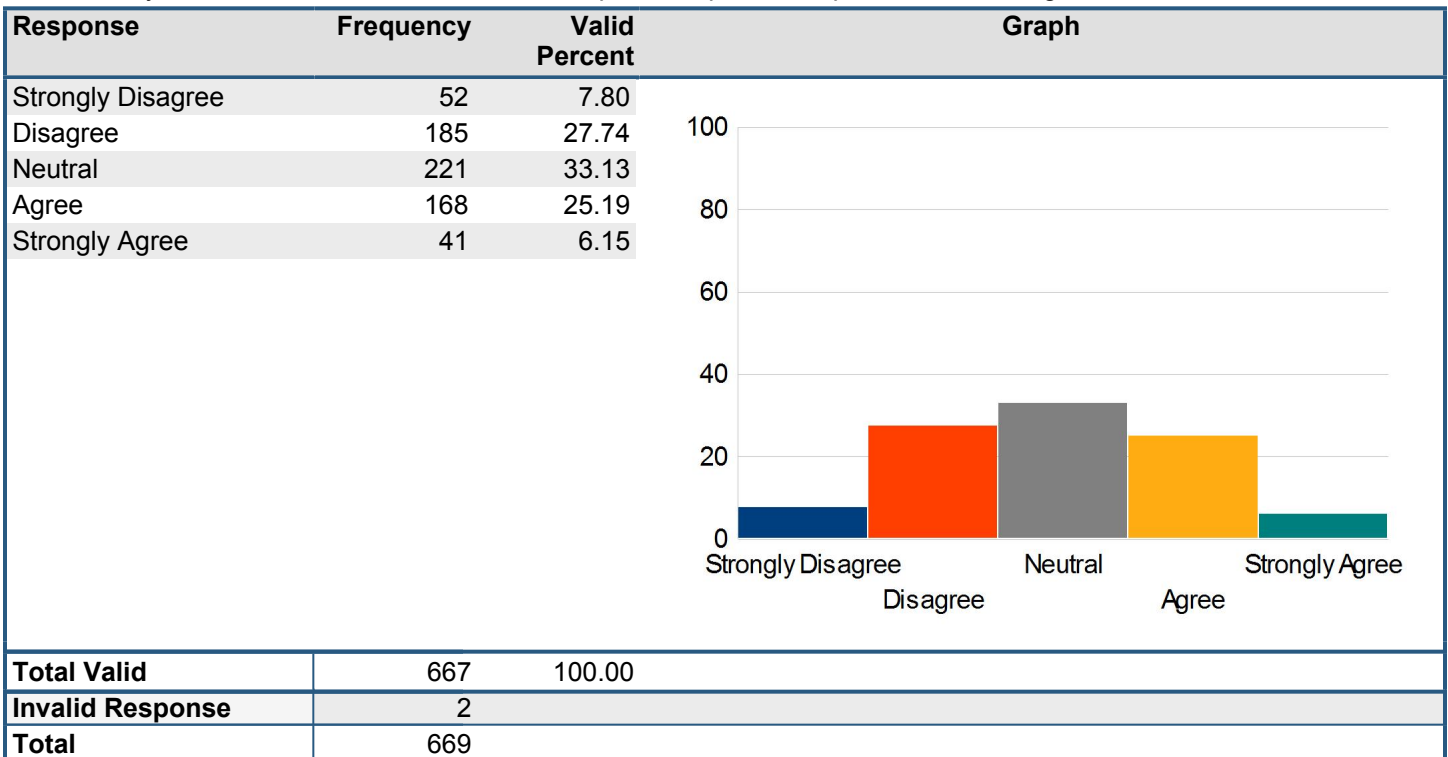 Response Frequency Valid Percent Graph
Strongly Disagree 52 7.80
Disagree 185 27.74
Neutral 221 33.13
Agree 168 25.19
Strongly Agree 41 6.15
100
80
60
40
20
0
Strongly Disagree Neutral Strongly Agree
Disagree Agree
Total Valid 667 100.00
Invalid Response 2
Total 669